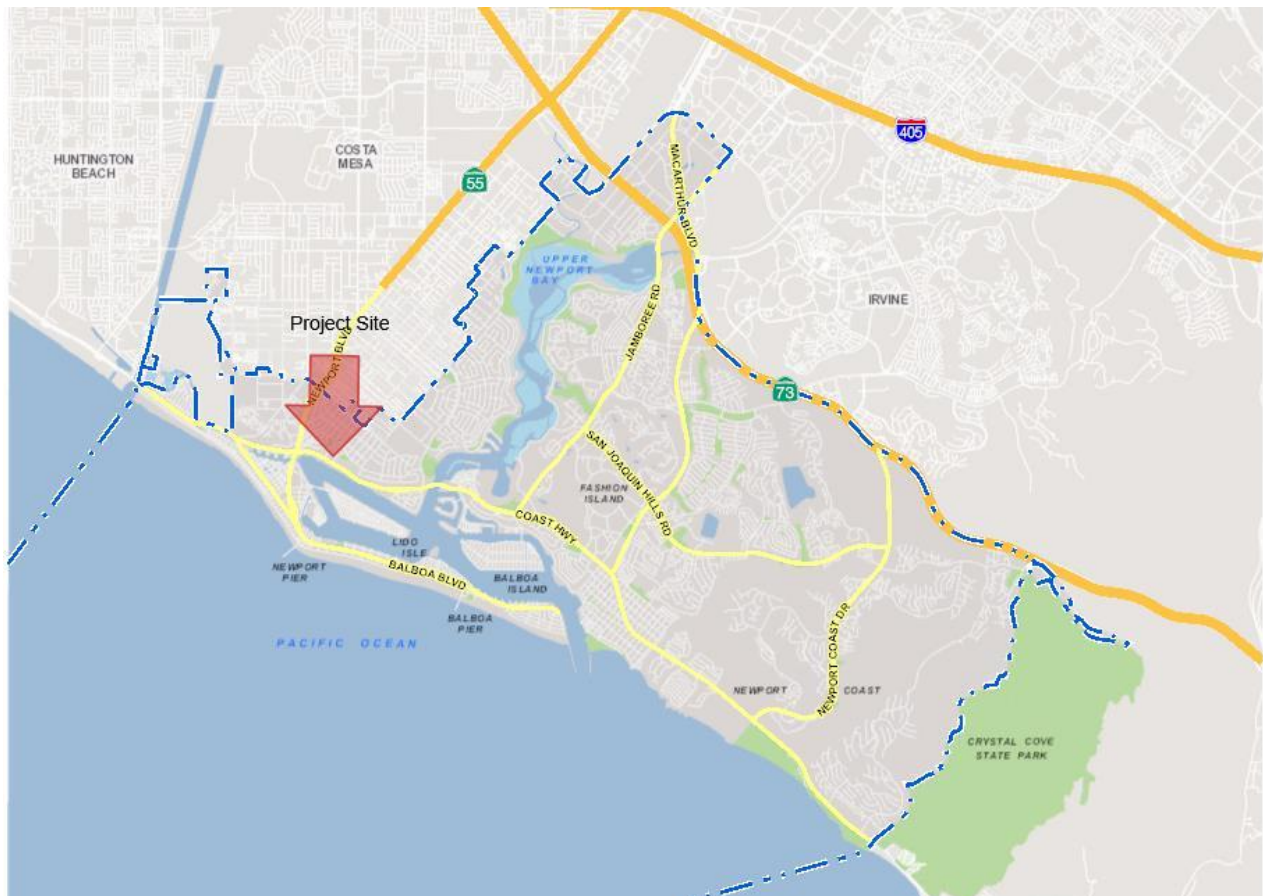 405
MACARTHUR BLVD
HUNTINGTON
BEACH
COSTA
MESA
55
UPPER
NEWPORT
BAY
IRVINE
Project Site
NEWPORT BLVD
JAMBOREE RD
73
SAN JOAQUIN HILLS RD
FASHION
ISLAND
COAST HWY
LIDO
ISLE
NEWPORT
PIER
BALBOA BLVD
BALBOA
ISLAND
BALBOA
PIER
PACIFIC OCEAN
NEWPORT COAST DR
NEWPORT COAST
CRYSTAL COVE
STATE PARK